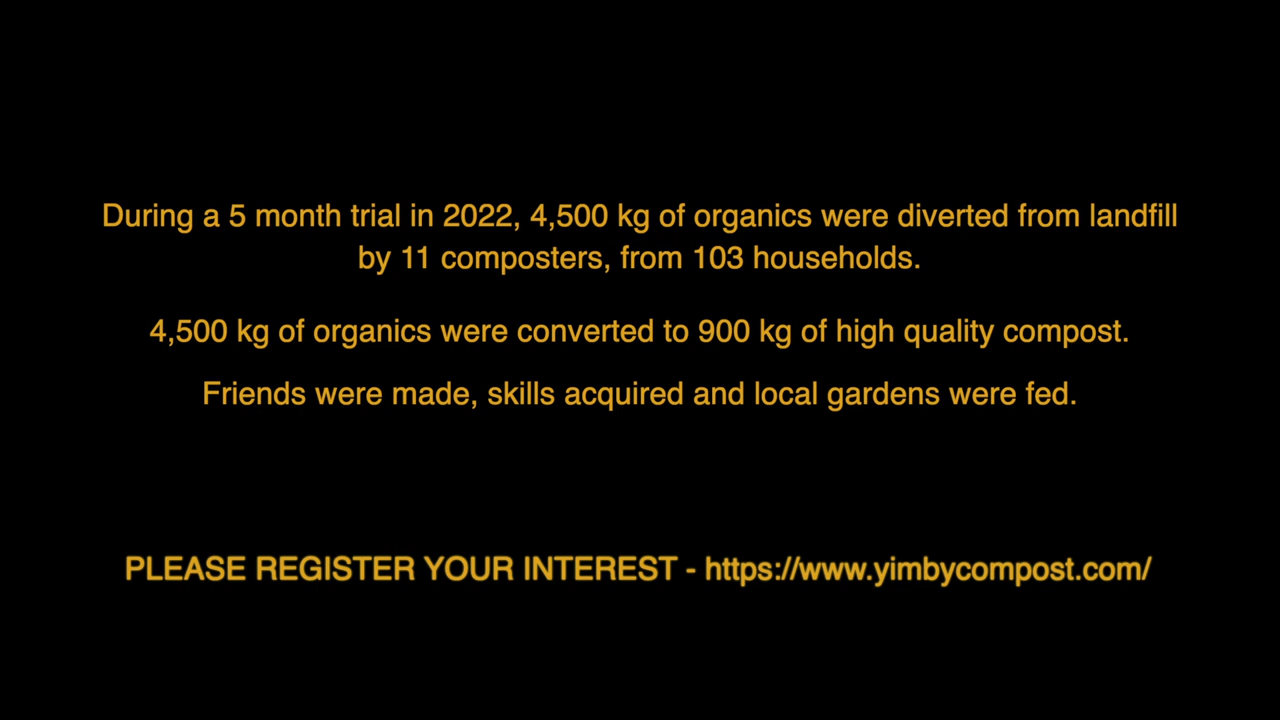 During a 5 month trial in 2022, 4,500 kg of organics were diverted from landfill
by 11 composters, from 103 households.
4,500 kg of organics were converted to 900 kg of high quality compost.
Friends were made, skills acquired and local gardens were fed.
PLEASE REGISTER YOUR INTEREST - https://www.yimbycompost.com/